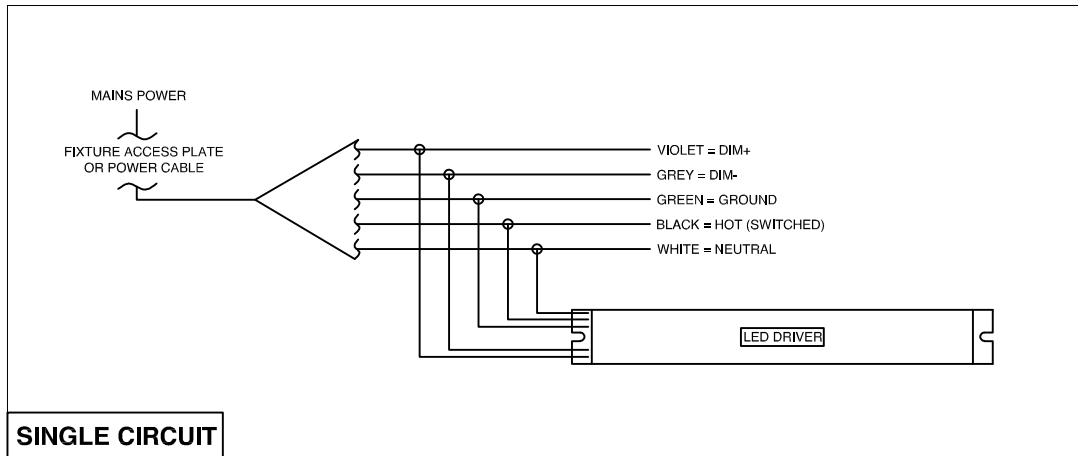 MAINS POWER
FIXTURE ACCESS PLATE
OR POWER CABLE
VIOLET = DIM+
GREY = DIM-
GREEN = GROUND
BLACK = HOT (SWITCHED)
WHITE = NEUTRAL
LED DRIVER
SINGLE CIRCUIT